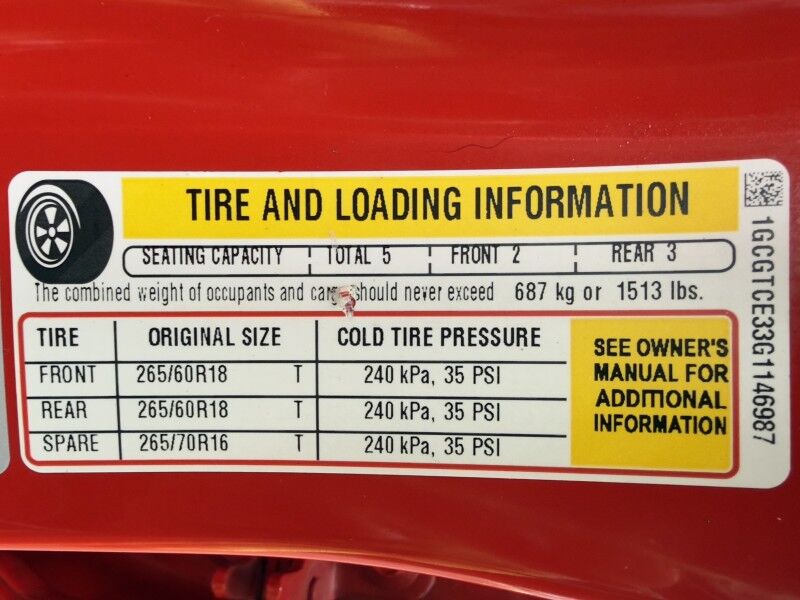 TIRE AND LOADING INFORMATION
SEATING CAPACITY TOTAL 5 FRONT 2 REAR 3
The combined weight of occupants and should never exceed 687 kg or 1513 lbs.
TIRE ORIGINAL SIZE COLD TIRE PRESSURE
FRONT 265/60R18 T 240 kPa, 35 PSI
REAR 265/60R18 T 240 kPa, 35 PSI
SPARE 265/70R16 T 240 kPa, 35 PSI
SEE OWNER'S
MANUAL FOR
ADDITIONAL
INFORMATION
1GCGTCE33G1146987